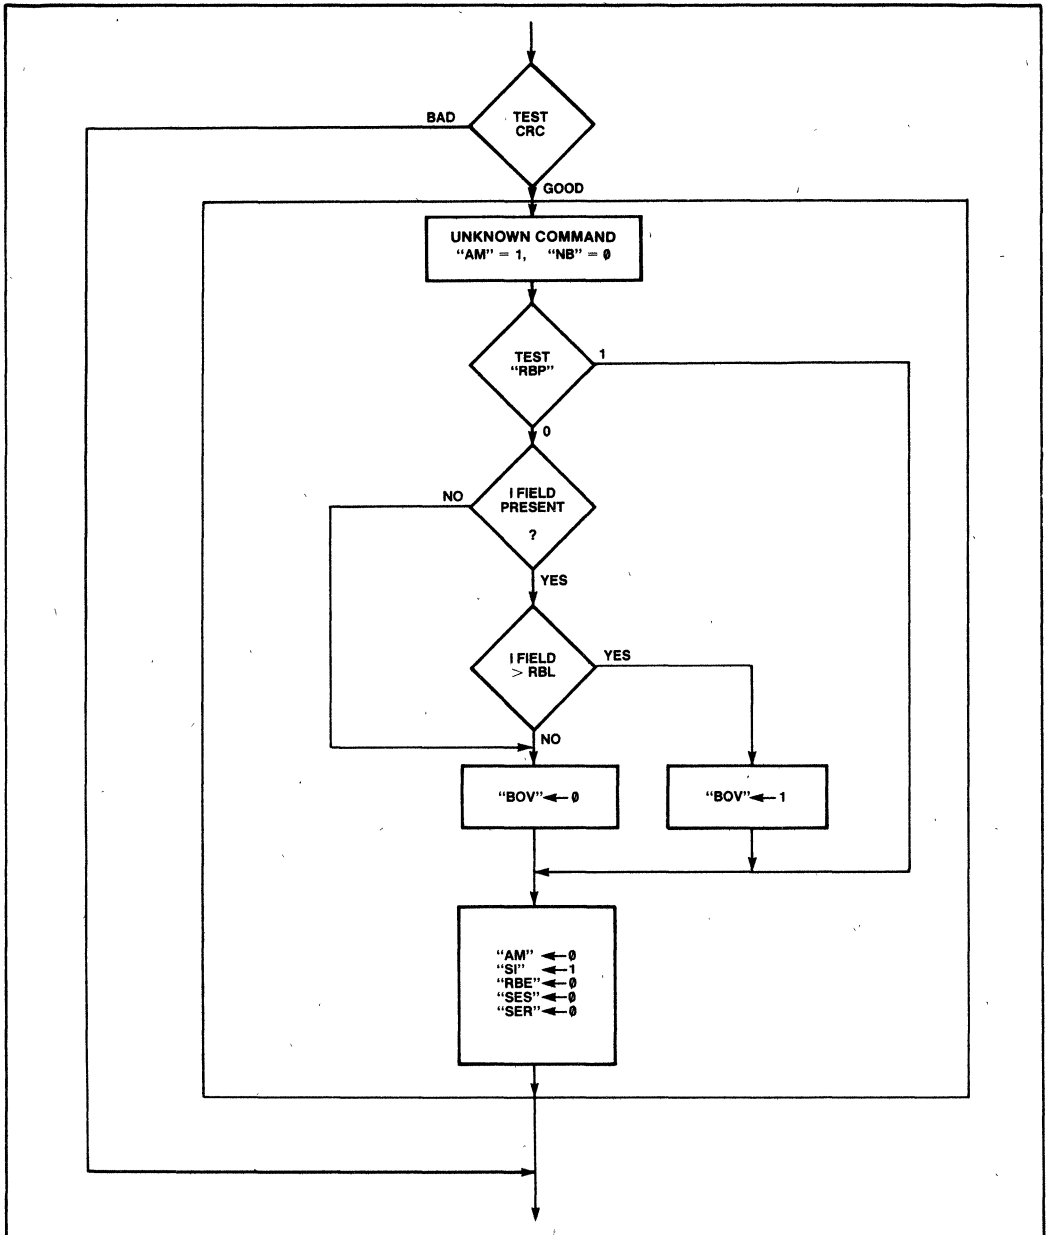 TEST
CRC
BAD
GOOD
UNKNOWN COMMAND
“AM” = 1, “NB” = 0
TEST
“RBP”
1
0
I FIELD
PRESENT
?
NO
YES
I FIELD
> RBL
YES
NO
“BOV” ← 0
“BOV” ← 1
“AM” ← 0
“SI” ← 1
“RBE” ← 0
“SES” ← 0
“SER” ← 0